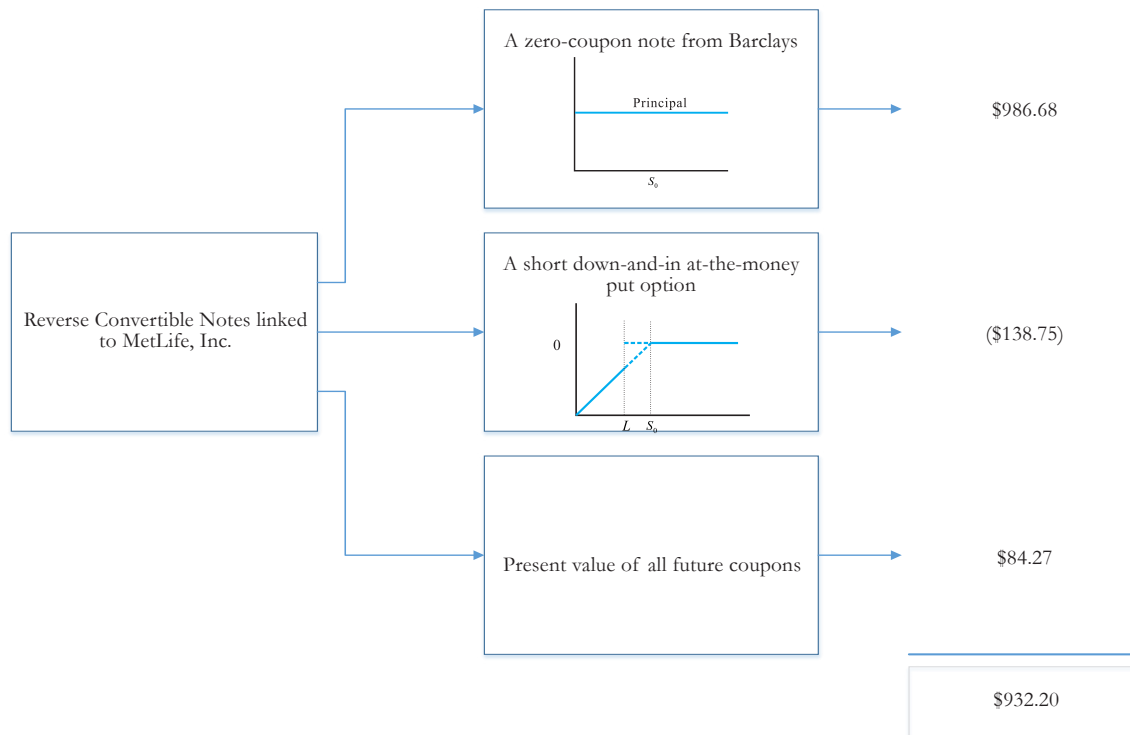 A zero-coupon note from Barclays
Principal
S₀
$986.68
Reverse Convertible Notes linked
to MetLife, Inc.
A short down-and-in at-the-money
put option
0
L S₀
($138.75)
Present value of all future coupons
$84.27
$932.20